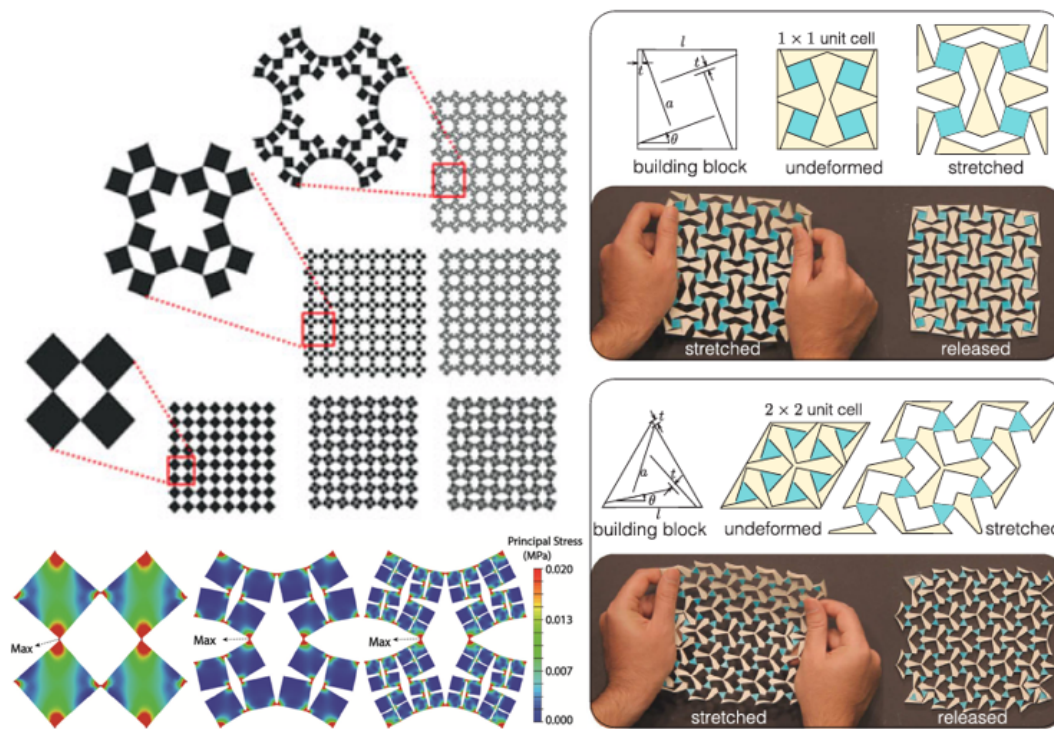 l
1 × 1 unit cell
t
t
a
θ
building block
undeformed
stretched
stretched
released
t
2 × 2 unit cell
a
t
θ
l
building block
undeformed
stretched
stretched
released
Principal Stress
(MPa)
0.020
0.013
0.007
0.000
Max
Max
Max